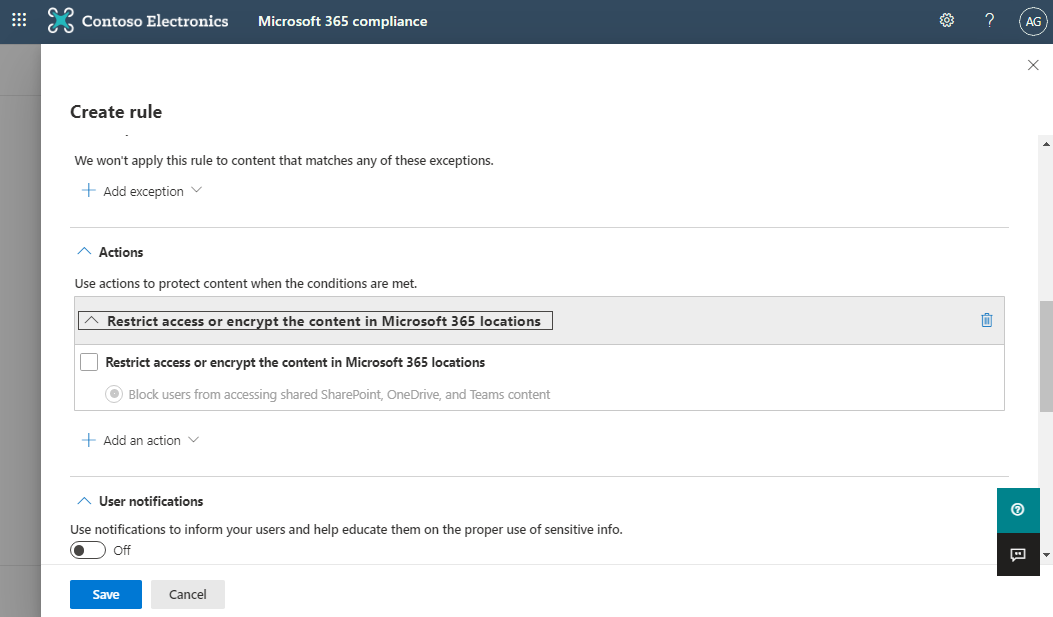 Contoso Electronics Microsoft 365 compliance ? AG
Create rule
We won't apply this rule to content that matches any of these exceptions.
Add exception
Actions
Use actions to protect content when the conditions are met.
Restrict access or encrypt the content in Microsoft 365 locations
Restrict access or encrypt the content in Microsoft 365 locations
Block users from accessing shared SharePoint, OneDrive, and Teams content
Add an action
User notifications
Use notifications to inform your users and help educate them on the proper use of sensitive info.
Off
Save Cancel